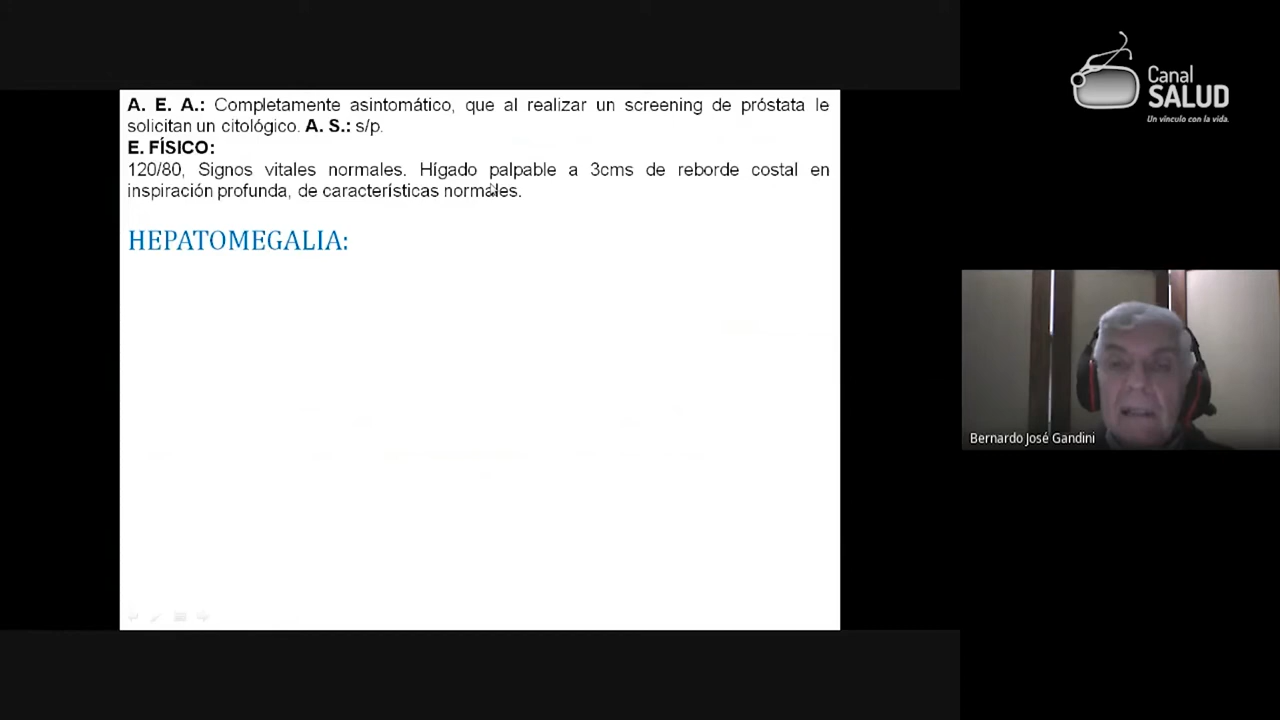 A. E. A.: Completamente asintomático, que al realizar un screening de próstata le
solicitan un citológico. A. S.: s/p.
E. FÍSICO:
120/80, Signos vitales normales. Hígado palpable a 3cms de reborde costal en
inspiración profunda, de características normales.
HEPATOMEGALIA:
Canal
SALUD
Un vínculo con la vida.
Bernardo José Gandini